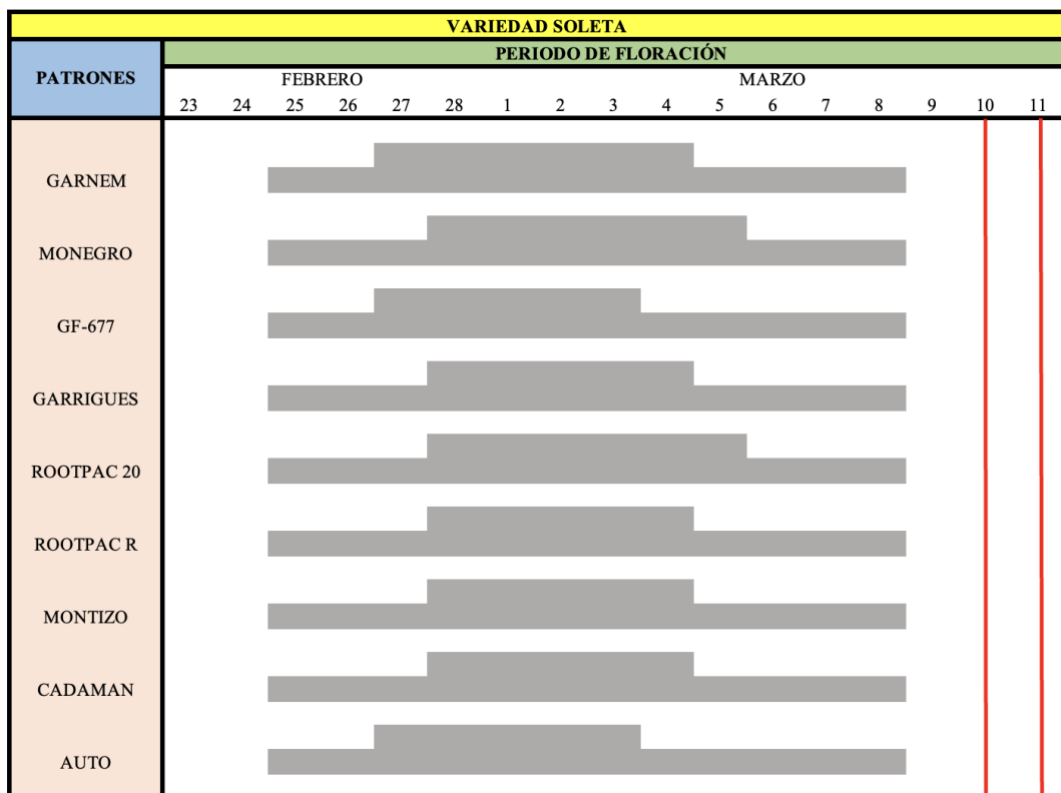 VARIEDAD SOLETA
PATRONES
PERIODO DE FLORACIÓN
FEBRERO MARZO
23 24 25 26 27 28 1 2 3 4 5 6 7 8 9 10 11
GARNEM
MONEGRO
GF-677
GARRIGUES
ROOTPAC 20
ROOTPAC R
MONTIZO
CADAMAN
AUTO